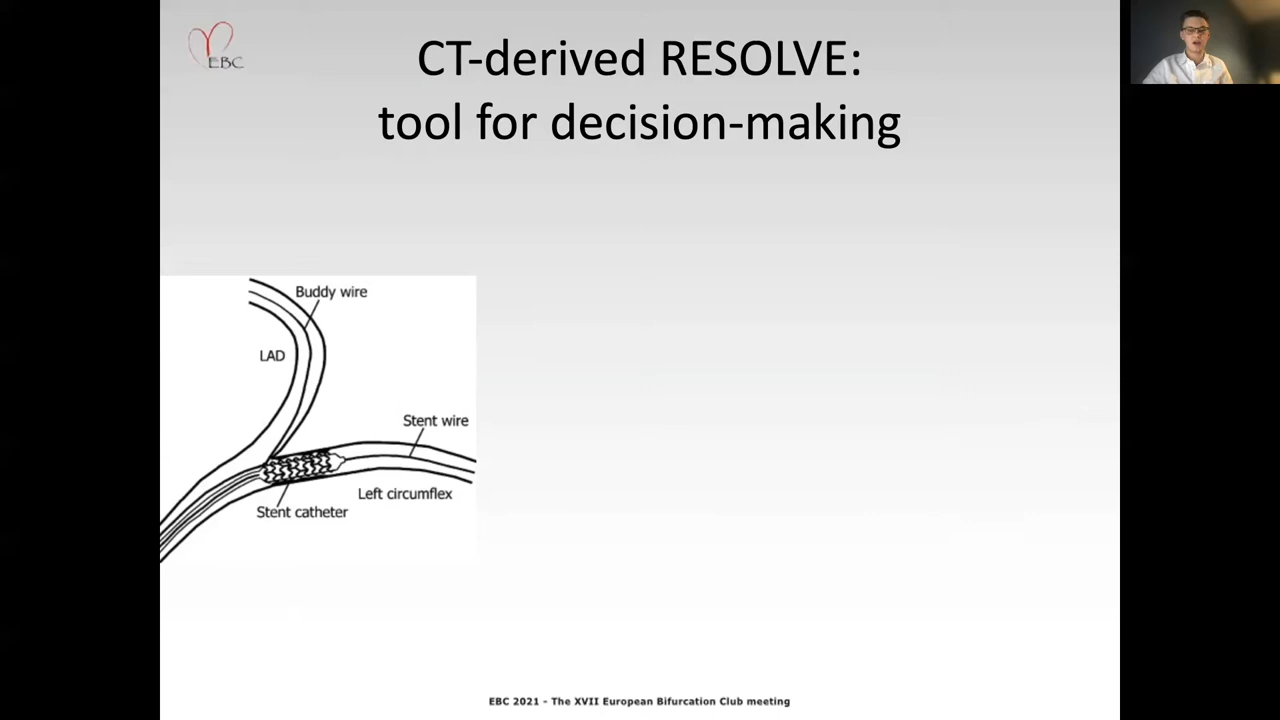 EBC
CT-derived RESOLVE:
tool for decision-making
Buddy wire
LAD
Stent wire
Left circumflex
Stent catheter
EBC 2021 - The XVII European Bifurcation Club meeting